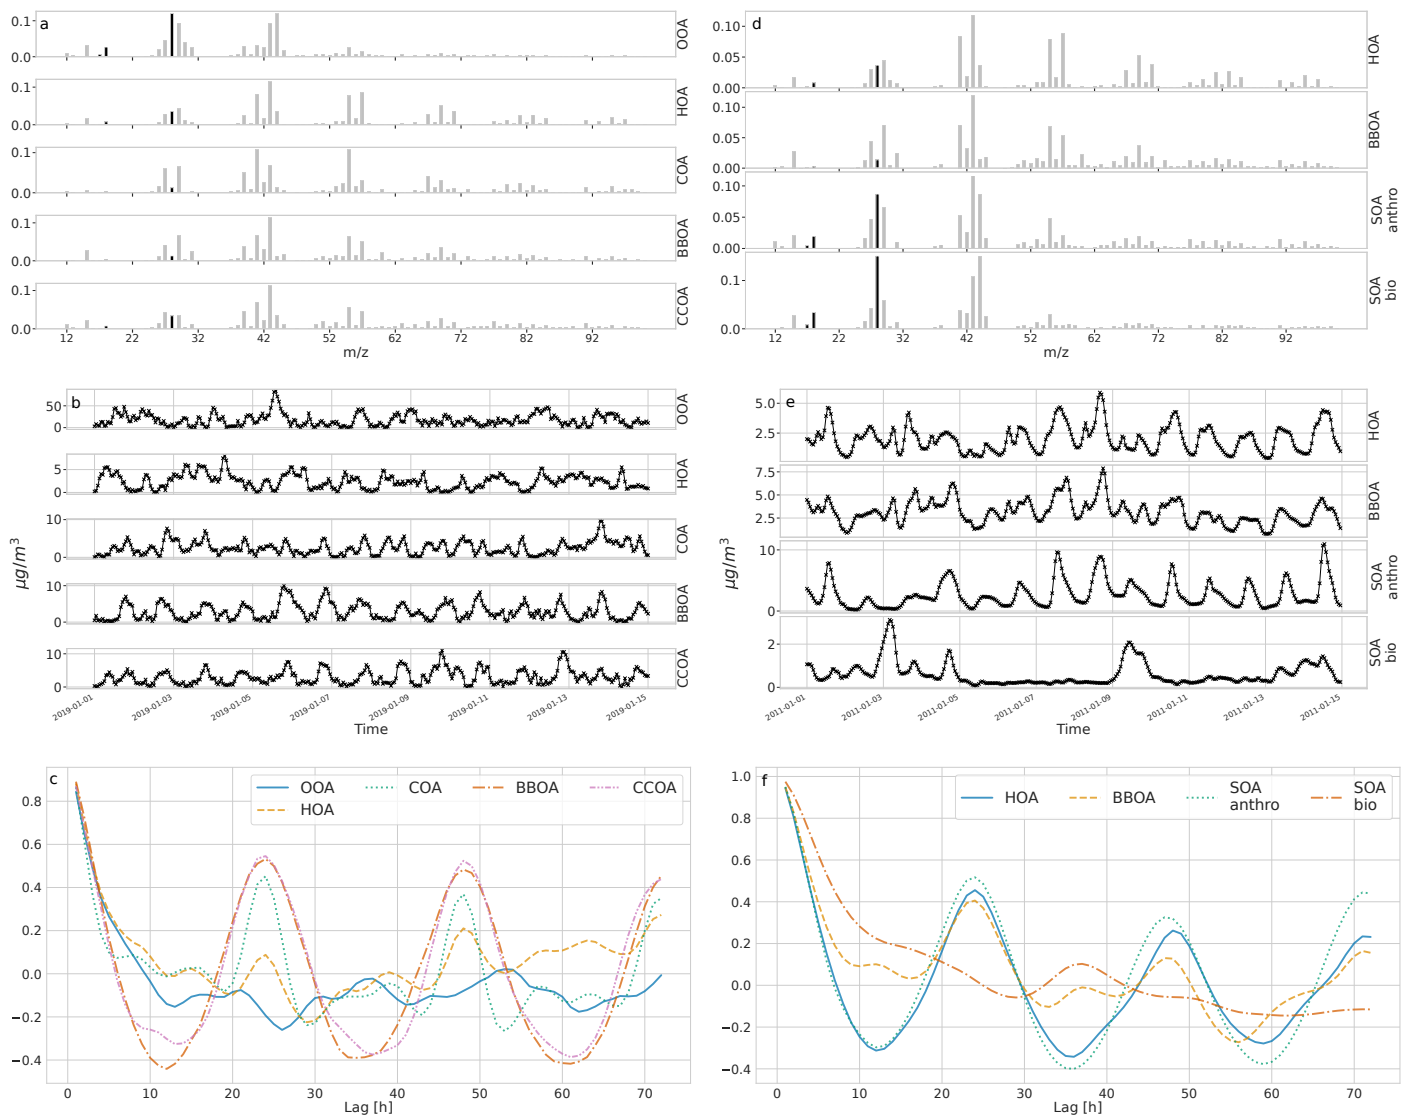 a
0.1
0.0
OOA
0.1
0.0
HOA
0.1
0.0
COA
0.1
0.0
BBOA
0.1
0.0
CCOA
12 22 32 42 52 62 72 82 92
m/z
d
0.10
0.05
0.00
HOA
0.10
0.05
0.00
BBOA
0.10
0.05
0.00
SOA
anthro
0.1
0.0
SOA
bio
12 22 32 42 52 62 72 82 92
m/z
b
50
0
OOA
5
0
HOA
10
0
COA
10
0
BBOA
10
0
CCOA
μg/m³
2019-01-01 2019-01-03 2019-01-05 2019-01-07 2019-01-09 2019-01-11 2019-01-13 2019-01-15
Time
e
5.0
2.5
HOA
7.5
5.0
2.5
BBOA
10
0
SOA
anthro
2
0
SOA
bio
2011-01-01 2011-01-03 2011-01-05 2011-01-07 2011-01-09 2011-01-11 2011-01-13 2011-01-15
Time
c
OOA COA BBOA CCOA
HOA
0.8
0.6
0.4
0.2
0.0
−0.2
−0.4
0 10 20 30 40 50 60 70
Lag [h]
f
HOA BBOA SOA anthro SOA bio
1.0
0.8
0.6
0.4
0.2
0.0
−0.2
−0.4
0 10 20 30 40 50 60 70
Lag [h]